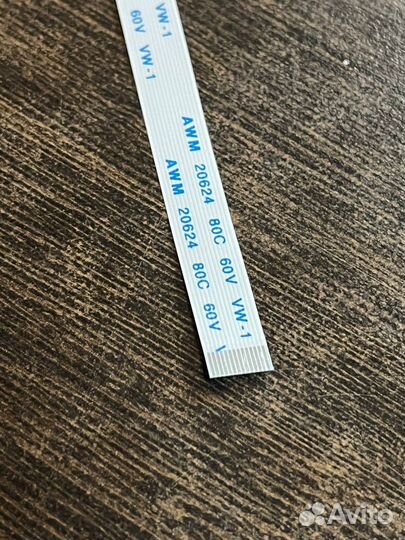 VW-1
60V VW-1
AWM 20624 80C 60V VW-1
AWM 20624 80C 60V \
Avito